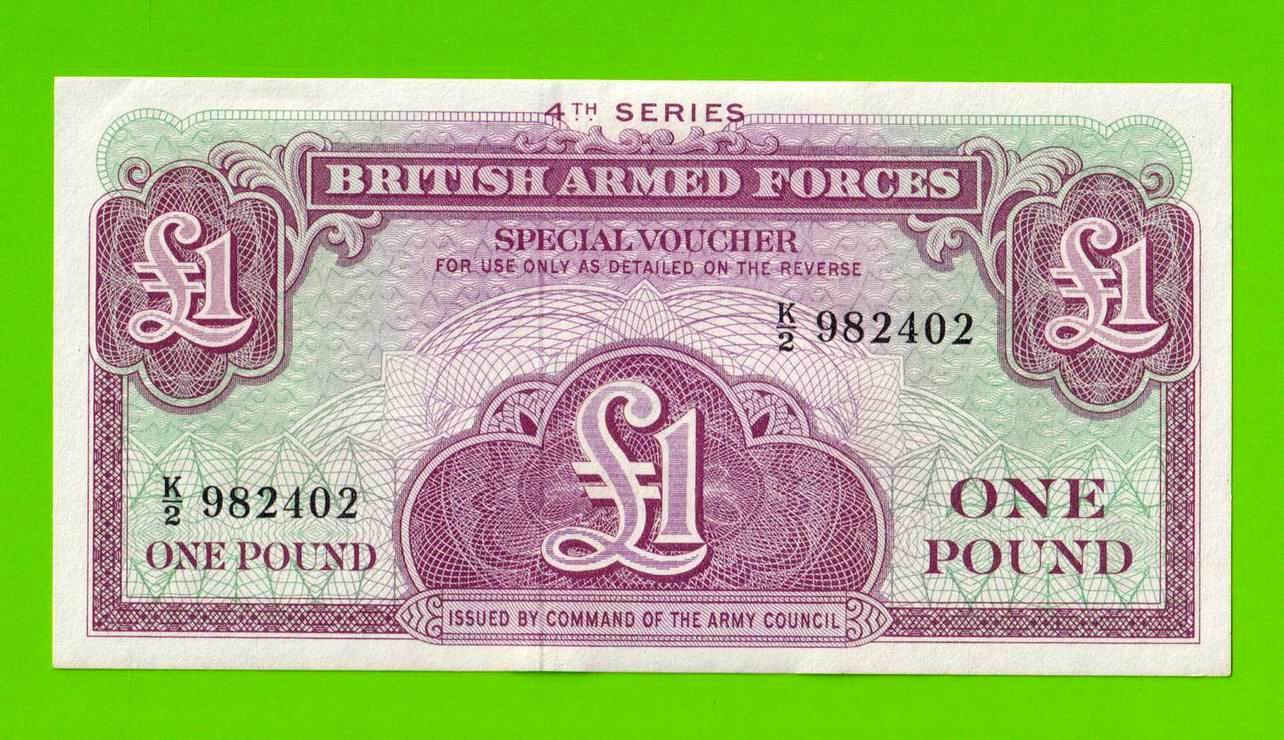 4TH SERIES
BRITISH ARMED FORCES
£1
£1
SPECIAL VOUCHER
FOR USE ONLY AS DETAILED ON THE REVERSE
K/2 982402
£1
K/2 982402
ONE POUND
ONE
POUND
ISSUED BY COMMAND OF THE ARMY COUNCIL